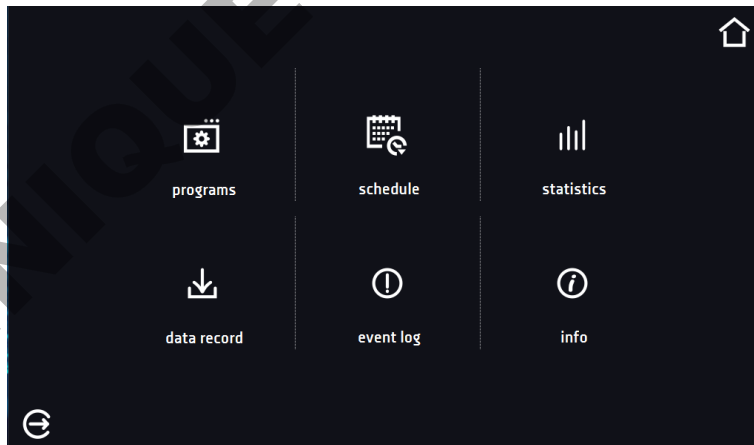 programs
schedule
statistics
data record
event log
info